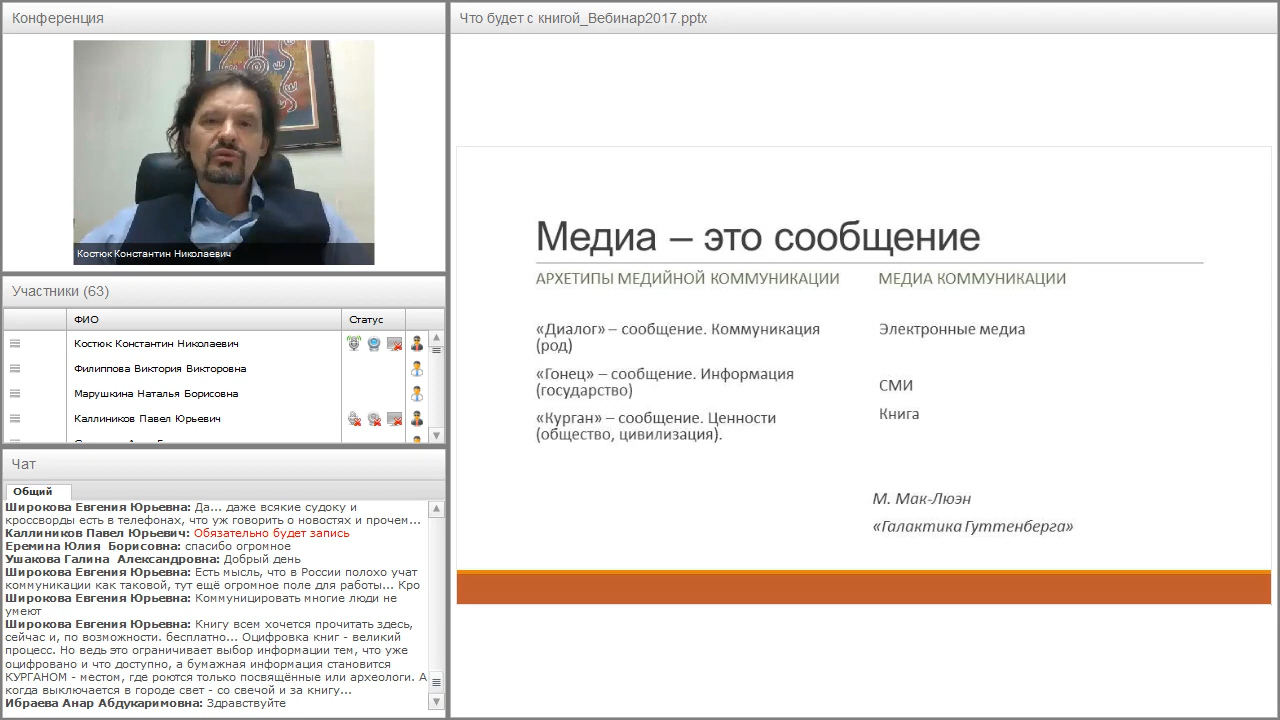 Конференция
Костюк Константин Николаевич
Участники (63)
ФИО
Статус
Костюк Константин Николаевич
Филиппова Виктория Викторовна
Марушкина Наталья Борисовна
Каллиников Павел Юрьевич
Чат
Общий
Широкова Евгения Юрьевна: Да... даже всякие судоку и
кроссворды есть в телефонах, что уж говорить о новостях и прочем...
Каллиников Павел Юрьевич: Обязательно будет запись
Еремина Юлия Борисовна: спасибо огромное
Ушакова Галина Александровна: Добрый день
Широкова Евгения Юрьевна: Есть мысль, что в России полохо учат
коммуникации как таковой, тут ещё огромное поле для работы... Кро
Широкова Евгения Юрьевна: Коммуницировать многие люди не
умеют
Широкова Евгения Юрьевна: Книгу всем хочется прочитать здесь,
сейчас и, по возможности. бесплатно... Оцифровка книг - великий
процесс. Но ведь это ограничивает выбор информации тем, что уже
оцифровано и что доступно, а бумажная информация становится
КУРГАНОМ - местом, где роются только посвящённые или археологи. А
когда выключается в городе свет - со свечой и за книгу...
Ибраева Анар Абдукаримовна: Здравствуйте
Что будет с книгой_Вебинар2017.pptx
Медиа – это сообщение
АРХЕТИПЫ МЕДИЙНОЙ КОММУНИКАЦИИ
«Диалог» – сообщение. Коммуникация
(род)
«Гонец» – сообщение. Информация
(государство)
«Курган» – сообщение. Ценности
(общество, цивилизация).
МЕДИА КОММУНИКАЦИИ
Электронные медиа
СМИ
Книга
М. Мак-Люэн
«Галактика Гуттенберга»